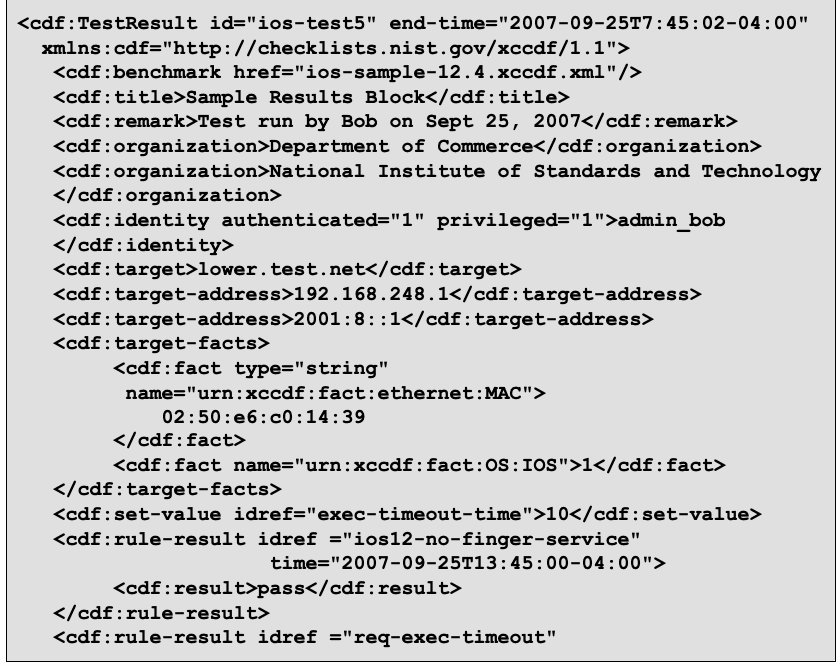 <cdf:TestResult id="ios-test5" end-time="2007-09-25T7:45:02-04:00"
xmlns:cdf="http://checklists.nist.gov/xccdf/1.1">
<cdf:benchmark href="ios-sample-12.4.xccdf.xml"/>
<cdf:title>Sample Results Block</cdf:title>
<cdf:remark>Test run by Bob on Sept 25, 2007</cdf:remark>
<cdf:organization>Department of Commerce</cdf:organization>
<cdf:organization>National Institute of Standards and Technology
</cdf:organization>
<cdf:identity authenticated="1" privileged="1">admin_bob
</cdf:identity>
<cdf:target>lower.test.net</cdf:target>
<cdf:target-address>192.168.248.1</cdf:target-address>
<cdf:target-address>2001:8::1</cdf:target-address>
<cdf:target-facts>
<cdf:fact type="string"
name="urn:xccdf:fact:ethernet:MAC">
02:50:e6:c0:14:39
</cdf:fact>
<cdf:fact name="urn:xccdf:fact:OS:IOS">1</cdf:fact>
</cdf:target-facts>
<cdf:set-value idref="exec-timeout-time">10</cdf:set-value>
<cdf:rule-result idref ="ios12-no-finger-service"
time="2007-09-25T13:45:00-04:00">
<cdf:result>pass</cdf:result>
</cdf:rule-result>
<cdf:rule-result idref ="req-exec-timeout"